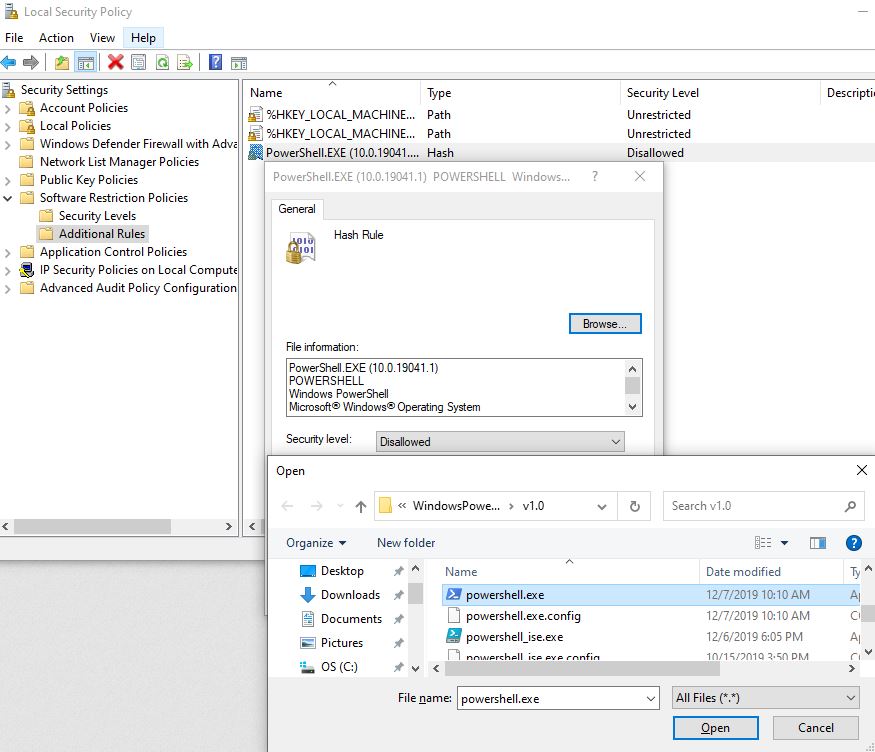 Local Security Policy
File Action View Help
Security Settings
Account Policies
Local Policies
Windows Defender Firewall with Adva
Network List Manager Policies
Public Key Policies
Software Restriction Policies
Security Levels
Additional Rules
Application Control Policies
IP Security Policies on Local Compute
Advanced Audit Policy Configuration
Name Type Security Level Descripti
%HKEY_LOCAL_MACHINE... Path Unrestricted
%HKEY_LOCAL_MACHINE... Path Unrestricted
PowerShell.EXE (10.0.19041.... Hash Disallowed
PowerShell.EXE (10.0.19041.1) POWERSHELL Windows... ?
General
Hash Rule
Browse...
File information:
PowerShell.EXE (10.0.19041.1)
POWERSHELL
Windows PowerShell
Microsoft® Windows® Operating System
Security level: Disallowed
Open
« WindowsPowe... › v1.0 Search v1.0
Organize New folder
Desktop
Downloads
Documents
Pictures
OS (C:)
Name Date modified Ty
powershell.exe 12/7/2019 10:10 AM Ap
powershell.exe.config 12/7/2019 10:10 AM CO
powershell_ise.exe 12/6/2019 6:05 PM Ap
powershell_ise.exe.config 10/15/2019 3:50 PM CO
File name: powershell.exe All Files (*.*)
Open Cancel